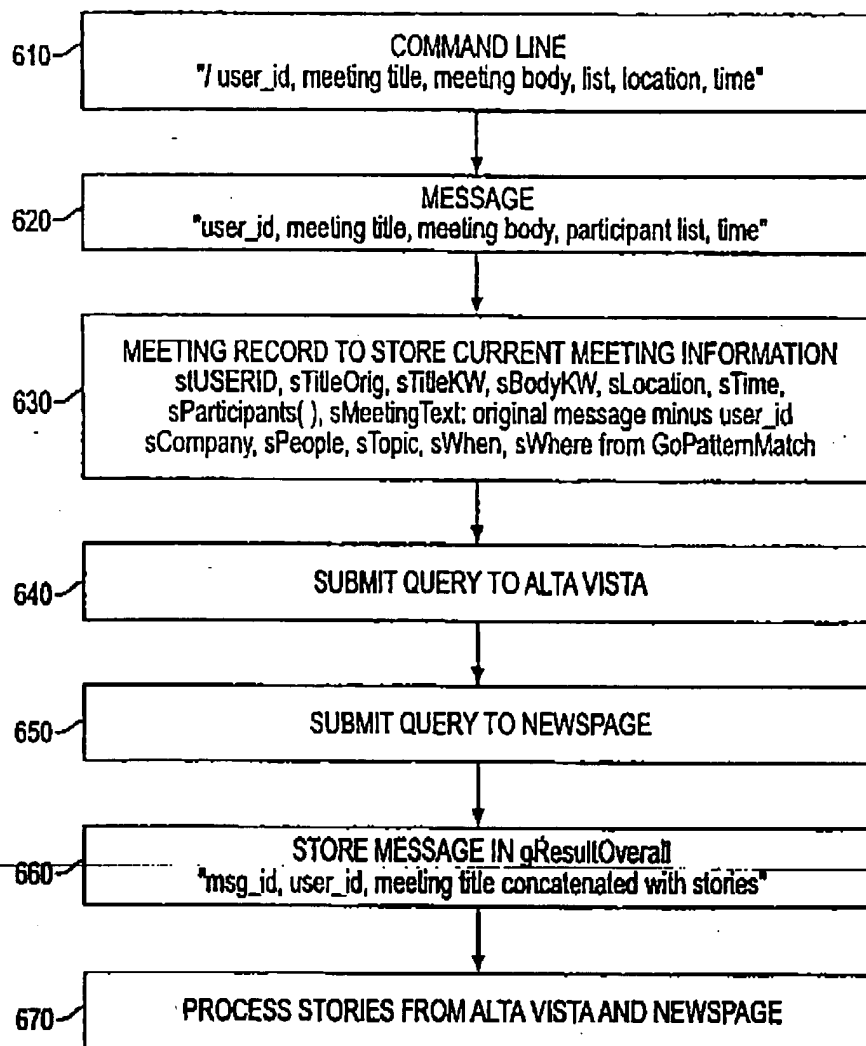 610
COMMAND LINE
"/ user_id, meeting title, meeting body, list, location, time"
620
MESSAGE
"user_id, meeting title, meeting body, participant list, time"
630
MEETING RECORD TO STORE CURRENT MEETING INFORMATION
stUSERID, sTitleOrig, sTitleKW, sBodyKW, sLocation, sTime,
sParticipants( ), sMeetingText: original message minus user_id
sCompany, sPeople, sTopic, sWhen, sWhere from GoPatternMatch
640
SUBMIT QUERY TO ALTA VISTA
650
SUBMIT QUERY TO NEWSPAGE
660
STORE MESSAGE IN gResultOverall
"msg_id, user_id, meeting title concatenated with stories"
670
PROCESS STORIES FROM ALTA VISTA AND NEWSPAGE